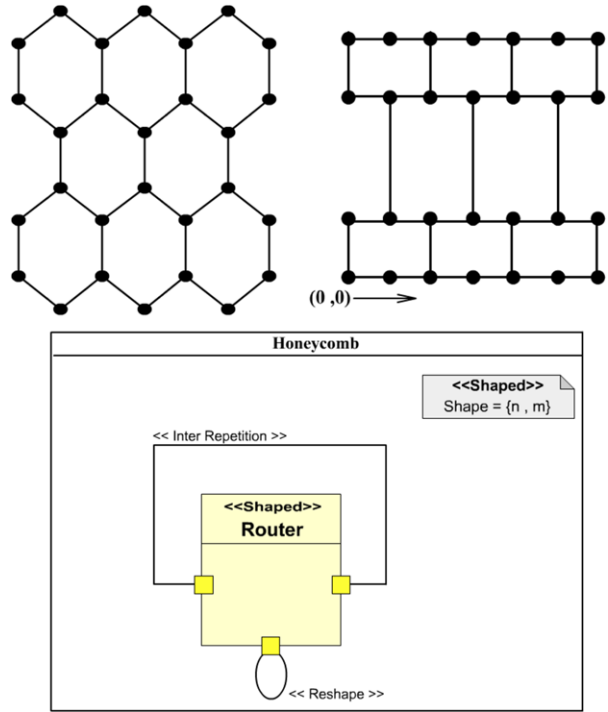 (0 ,0)
Honeycomb
<<Shaped>>
Shape = {n , m}
<< Inter Repetition >>
<<Shaped>>
Router
<< Reshape >>